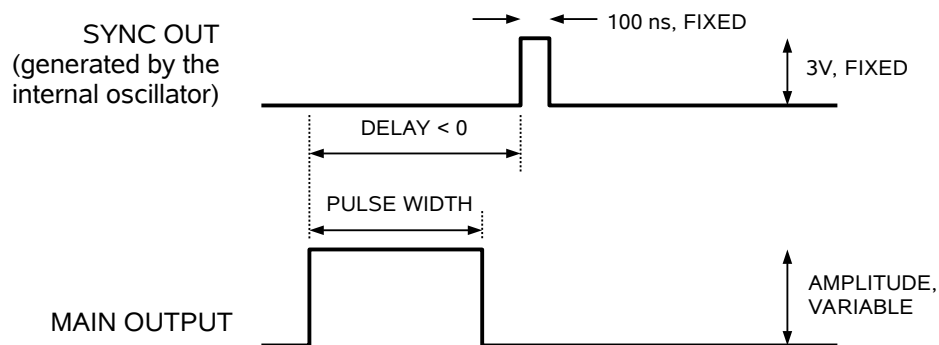 100 ns, FIXED
SYNC OUT
(generated by the
internal oscillator)
3V, FIXED
DELAY < 0
PULSE WIDTH
AMPLITUDE,
VARIABLE
MAIN OUTPUT